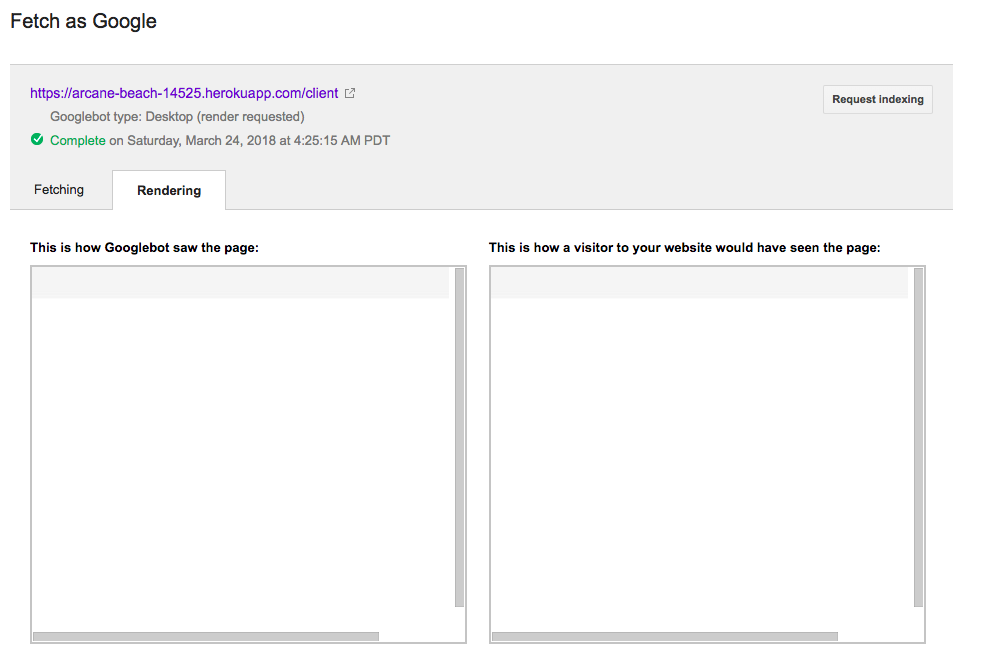 Fetch as Google
https://arcane-beach-14525.herokuapp.com/client
Request indexing
Googlebot type: Desktop (render requested)
Complete on Saturday, March 24, 2018 at 4:25:15 AM PDT
Fetching
Rendering
This is how Googlebot saw the page:
This is how a visitor to your website would have seen the page: